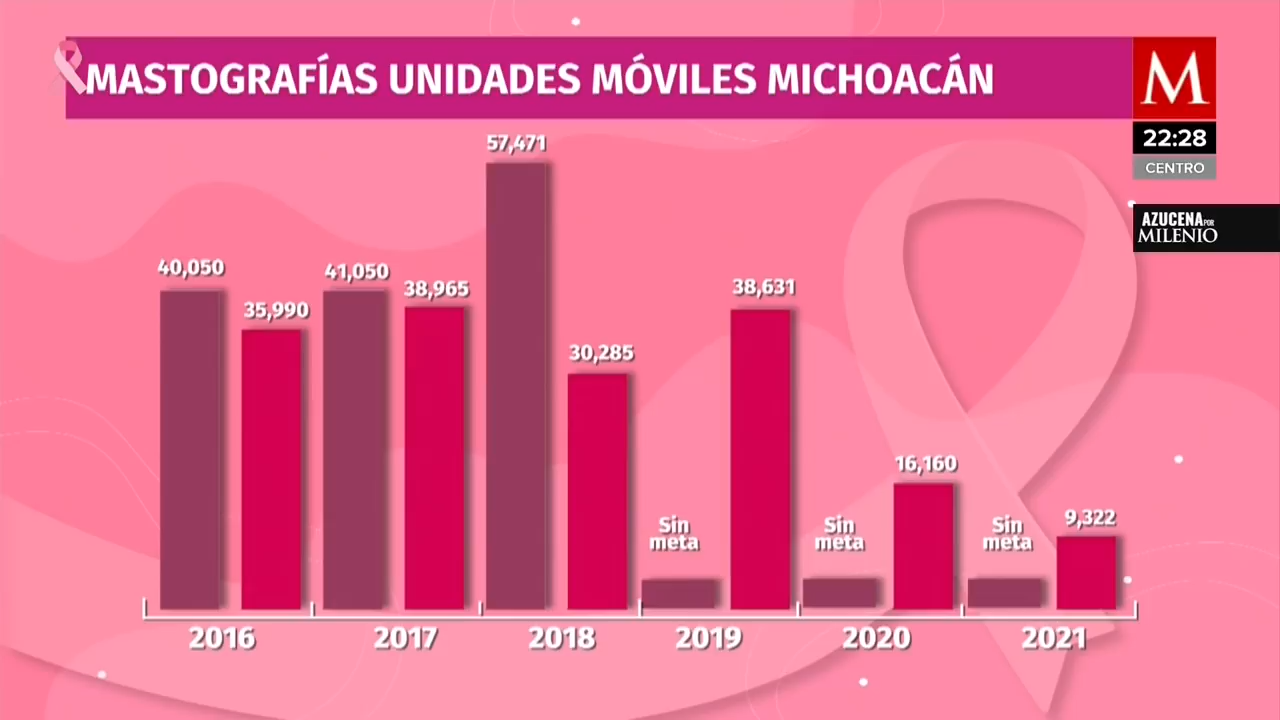 MASTOGRAFÍAS UNIDADES MÓVILES MICHOACÁN
M
22:28
CENTRO
AZUCENA POR
MILENIO
57,471
40,050
41,050
35,990
38,965
38,631
30,285
16,160
Sin
meta
Sin
meta
Sin
meta
9,322
2016
2017
2018
2019
2020
2021